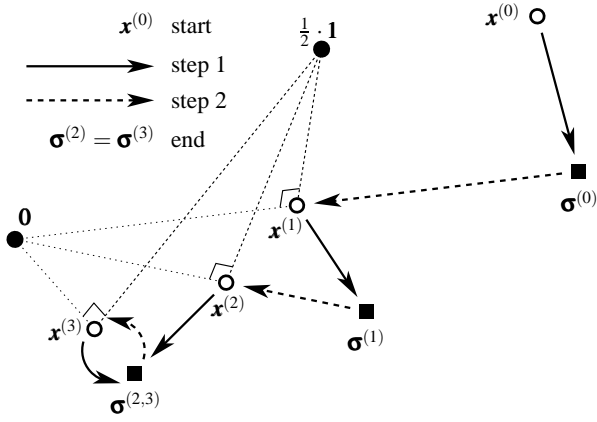 𝒙⁽⁰⁾ start
step 1
step 2
𝛔⁽²⁾ = 𝛔⁽³⁾ end
½ · 𝟏
𝒙⁽⁰⁾
𝛔⁽⁰⁾
𝟎
𝒙⁽¹⁾
𝒙⁽²⁾
𝛔⁽¹⁾
𝒙⁽³⁾
𝛔⁽²,³⁾